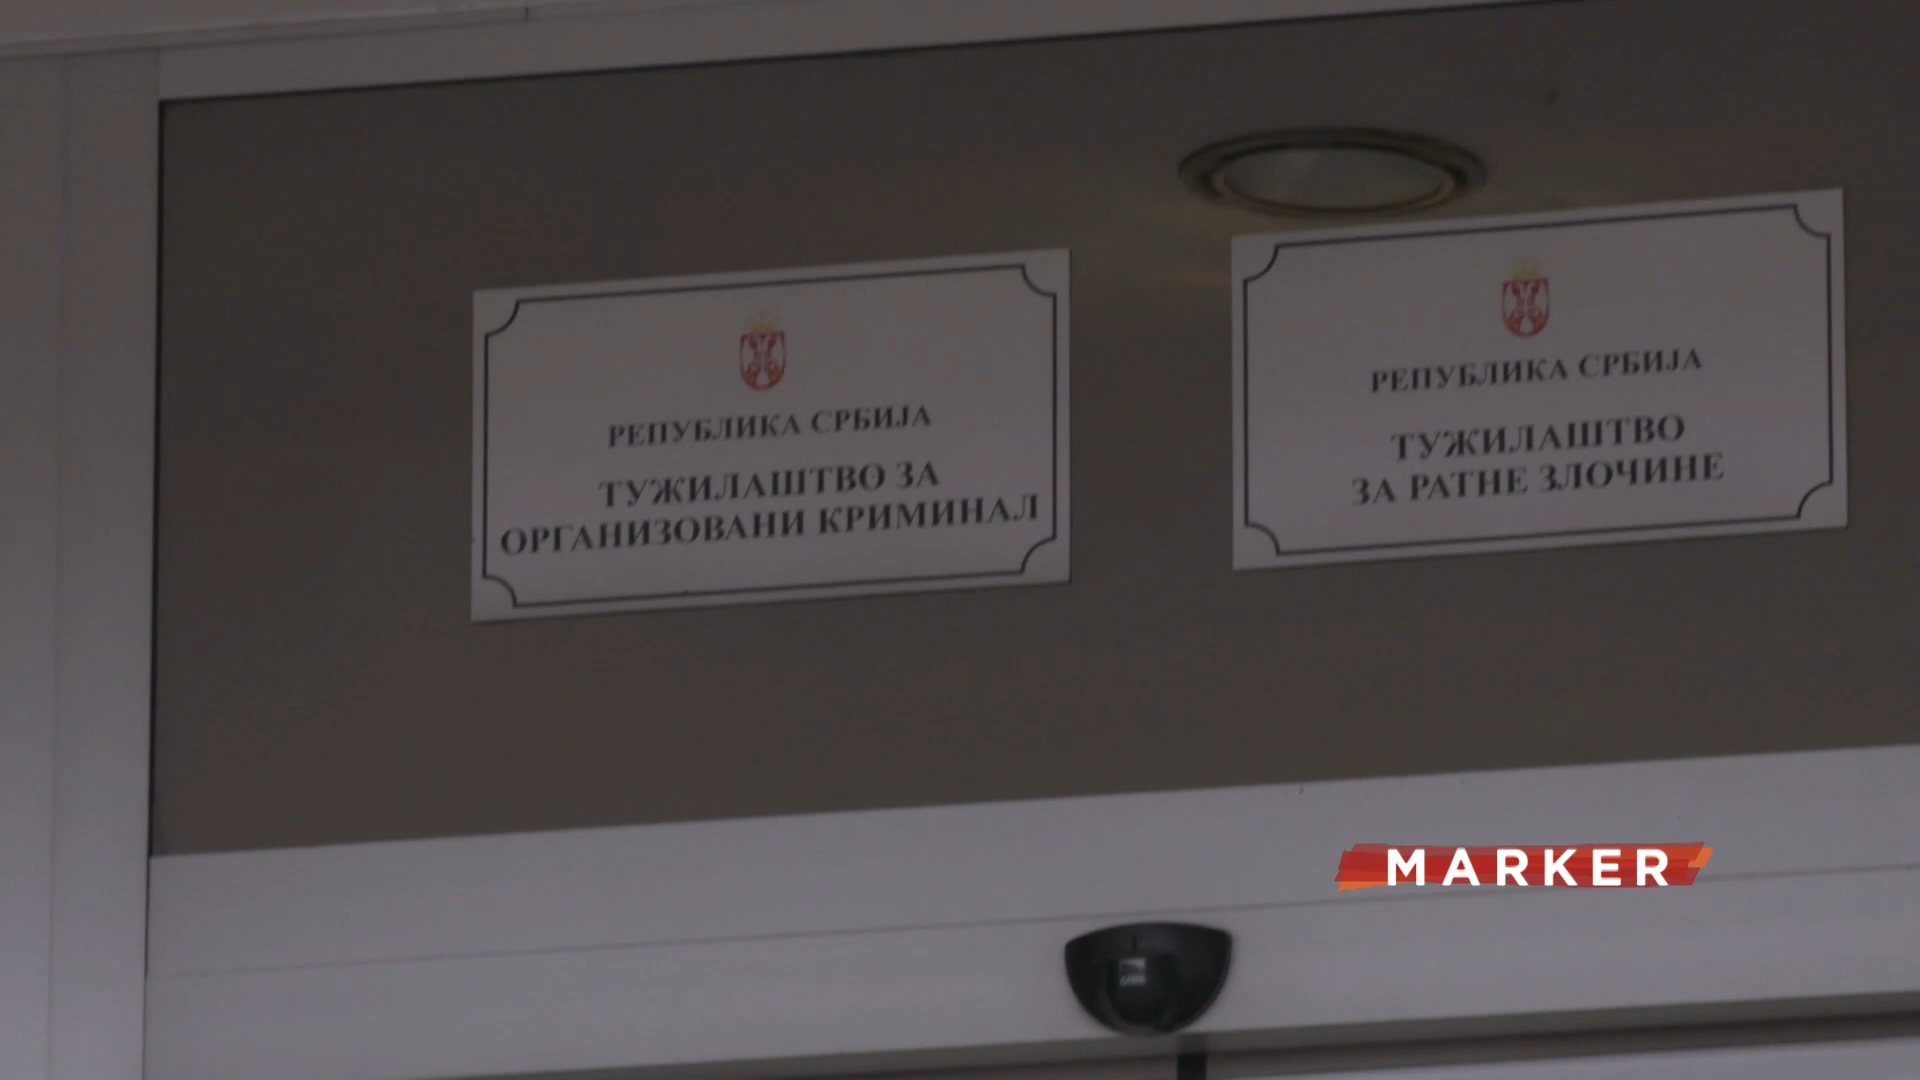 РЕПУБЛИКА СРБИЈА
ТУЖИЛАШТВО ЗА
ОРГАНИЗОВАНИ КРИМИНАЛ
РЕПУБЛИКА СРБИЈА
ТУЖИЛАШТВО
ЗА РАТНЕ ЗЛОЧИНЕ
MARKER